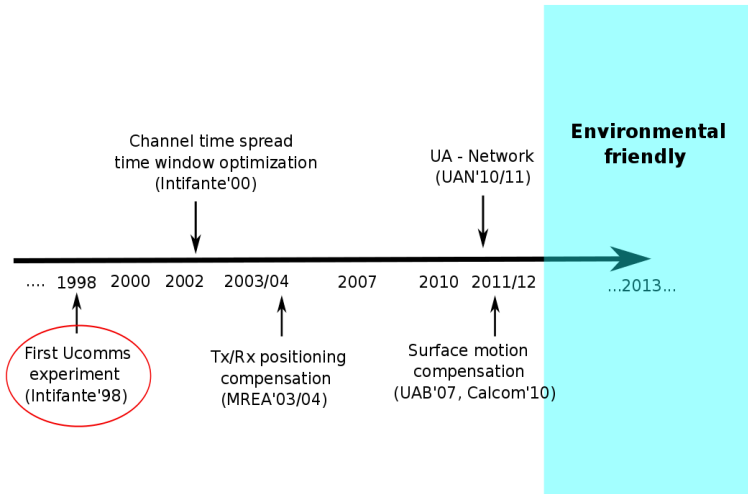 Channel time spread
time window optimization
(Intifante'00)
UA - Network
(UAN'10/11)
Environmental
friendly
.... 1998 2000 2002 2003/04 2007 2010 2011/12 ...2013...
First Ucomms
experiment
(Intifante'98)
Tx/Rx positioning
compensation
(MREA'03/04)
Surface motion
compensation
(UAB'07, Calcom'10)